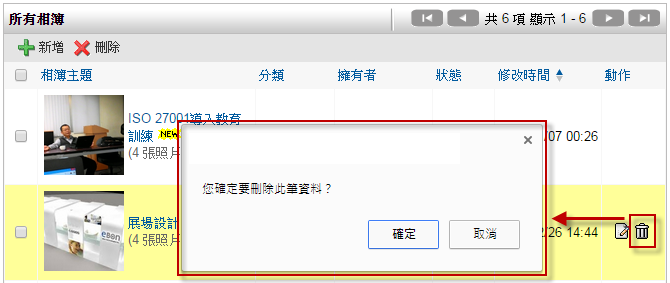 所有相簿
共 6 項 顯示 1 - 6
新增 刪除
相簿主題 分類 擁有者 狀態 修改時間 動作
ISO 27001導入教育
訓練 NEW
(4 張照片
/07 00:26
您確定要刪除此筆資料？
確定 取消
展場設計
(4 張照片
/26 14:44